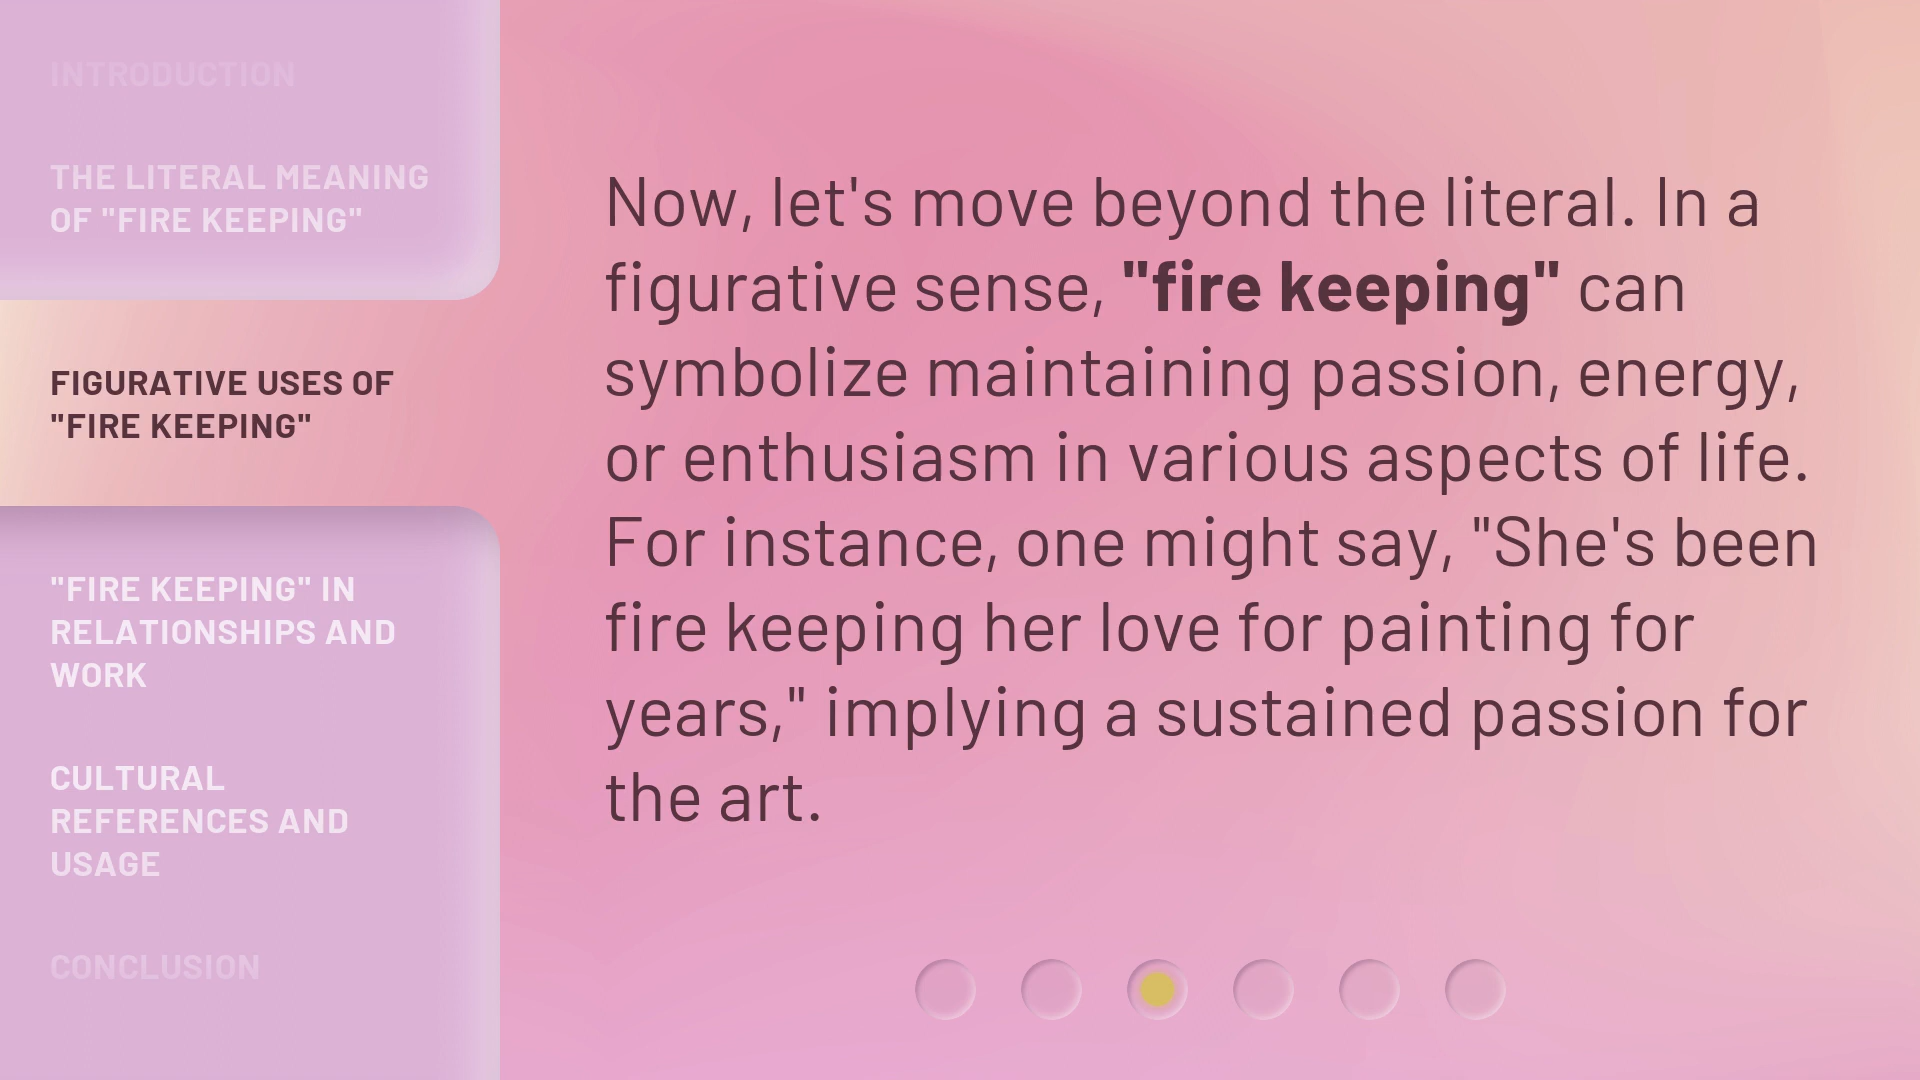 INTRODUCTION
THE LITERAL MEANING
OF "FIRE KEEPING"
FIGURATIVE USES OF
"FIRE KEEPING"
"FIRE KEEPING" IN
RELATIONSHIPS AND
WORK
CULTURAL
REFERENCES AND
USAGE
CONCLUSION
Now, let's move beyond the literal. In a
figurative sense, "fire keeping" can
symbolize maintaining passion, energy,
or enthusiasm in various aspects of life.
For instance, one might say, "She's been
fire keeping her love for painting for
years," implying a sustained passion for
the art.